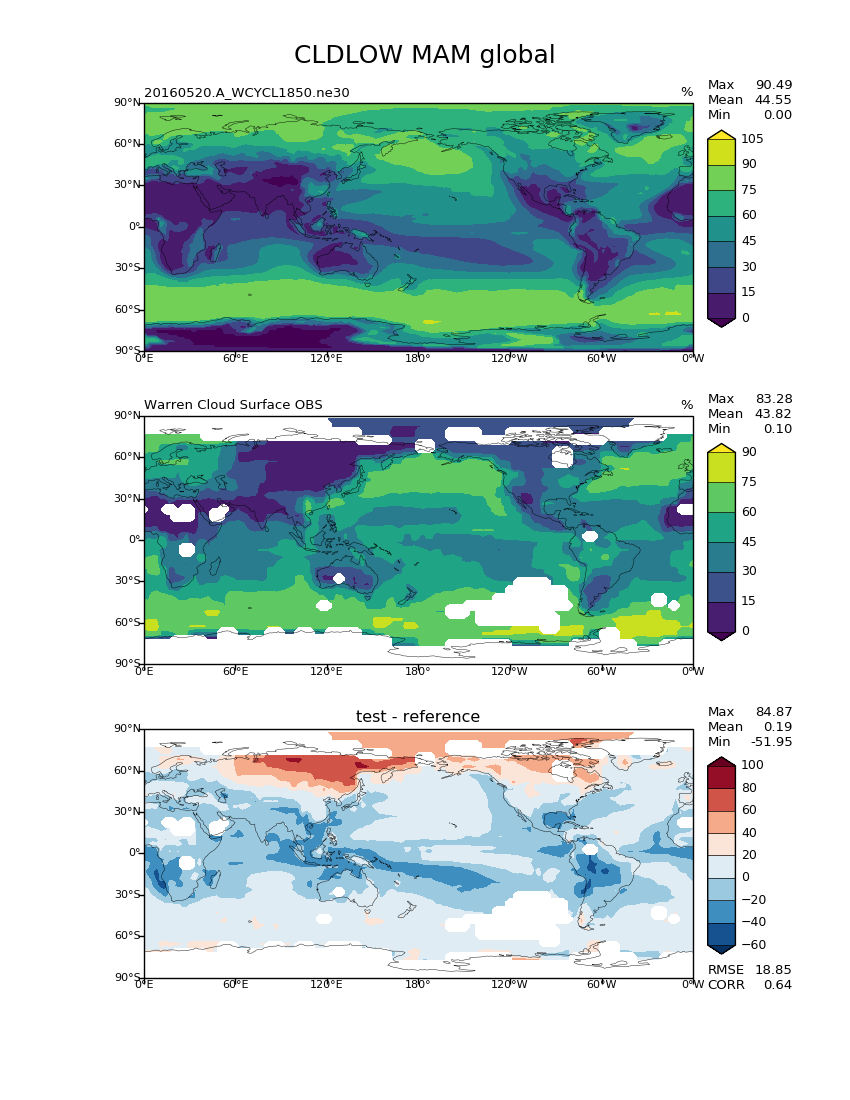 CLDLOW MAM global
20160520.A_WCYCL1850.ne30
%
Max 90.49
Mean 44.55
Min 0.00
90°N
60°N
30°N
0°
30°S
60°S
90°S
0°E 60°E 120°E 180° 120°W 60°W 0°W
105
90
75
60
45
30
15
0
Warren Cloud Surface OBS
%
Max 83.28
Mean 43.82
Min 0.10
90°N
60°N
30°N
0°
30°S
60°S
90°S
0°E 60°E 120°E 180° 120°W 60°W 0°W
90
75
60
45
30
15
0
test - reference
Max 84.87
Mean 0.19
Min -51.95
90°N
60°N
30°N
0°
30°S
60°S
90°S
0°E 60°E 120°E 180° 120°W 60°W 0°W
100
80
60
40
20
0
−20
−40
−60
RMSE 18.85
CORR 0.64